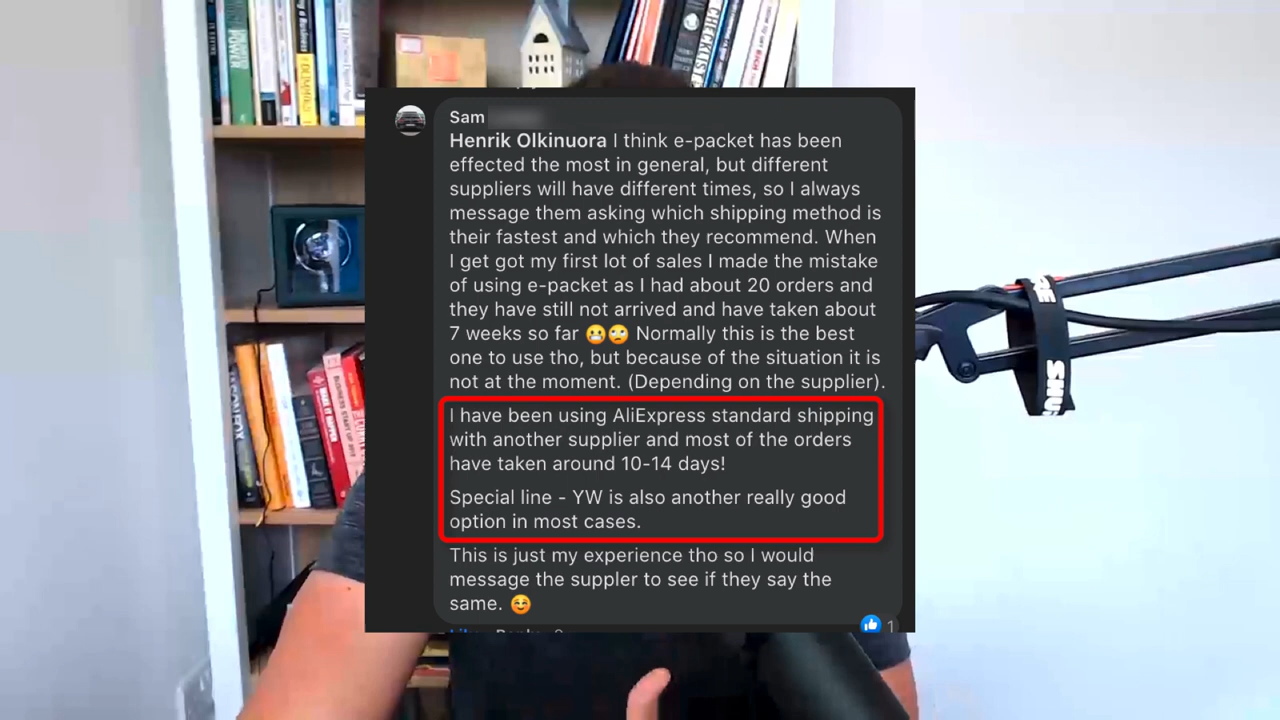 POWER
DUMMIES
CHECKLIST
Sam
Henrik Olkinuora I think e-packet has been
effected the most in general, but different
suppliers will have different times, so I always
message them asking which shipping method is
their fastest and which they recommend. When
I get got my first lot of sales I made the mistake
of using e-packet as I had about 20 orders and
they have still not arrived and have taken about
7 weeks so far 😬🙄 Normally this is the best
one to use tho, but because of the situation it is
not at the moment. (Depending on the supplier).
I have been using AliExpress standard shipping
with another supplier and most of the orders
have taken around 10-14 days!
Special line - YW is also another really good
option in most cases.
This is just my experience tho so I would
message the suppler to see if they say the
same. ☺️
1
BUSINESS START UP
SHU